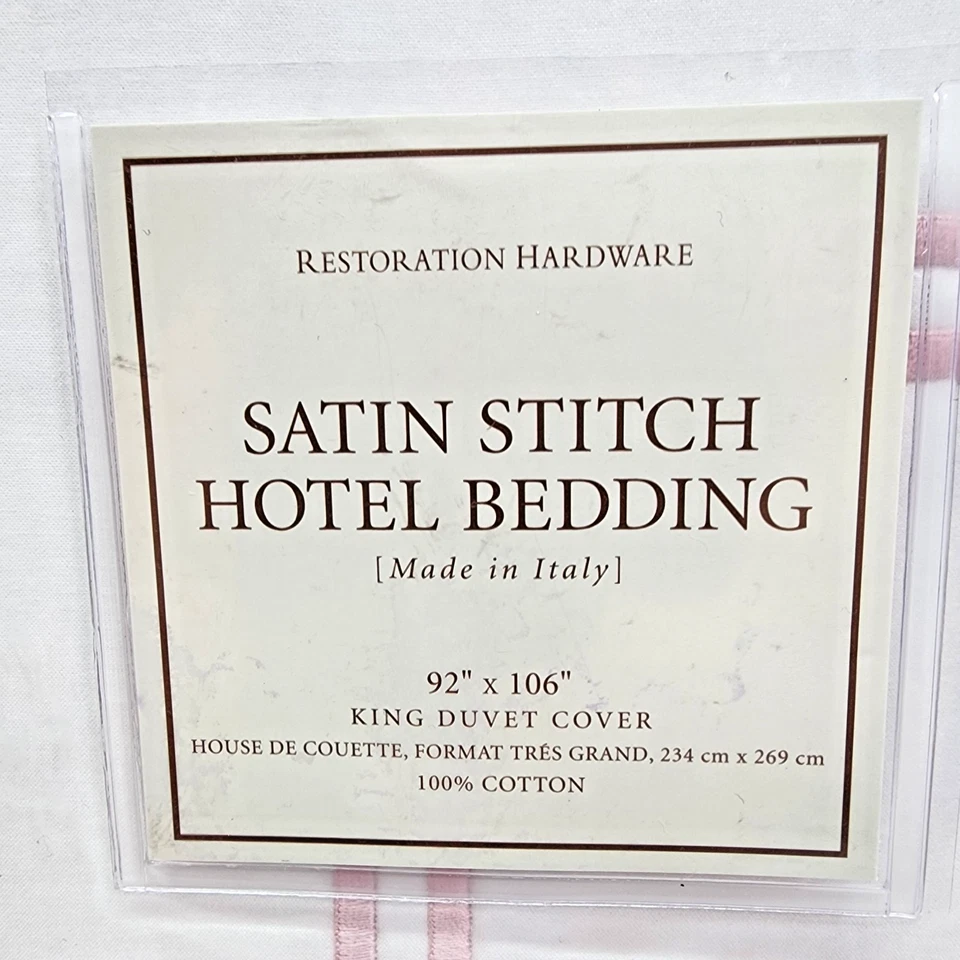 RESTORATION HARDWARE
SATIN STITCH
HOTEL BEDDING
[Made in Italy]
92" x 106"
KING DUVET COVER
HOUSE DE COUETTE, FORMAT TRÉS GRAND, 234 cm x 269 cm
100% COTTON